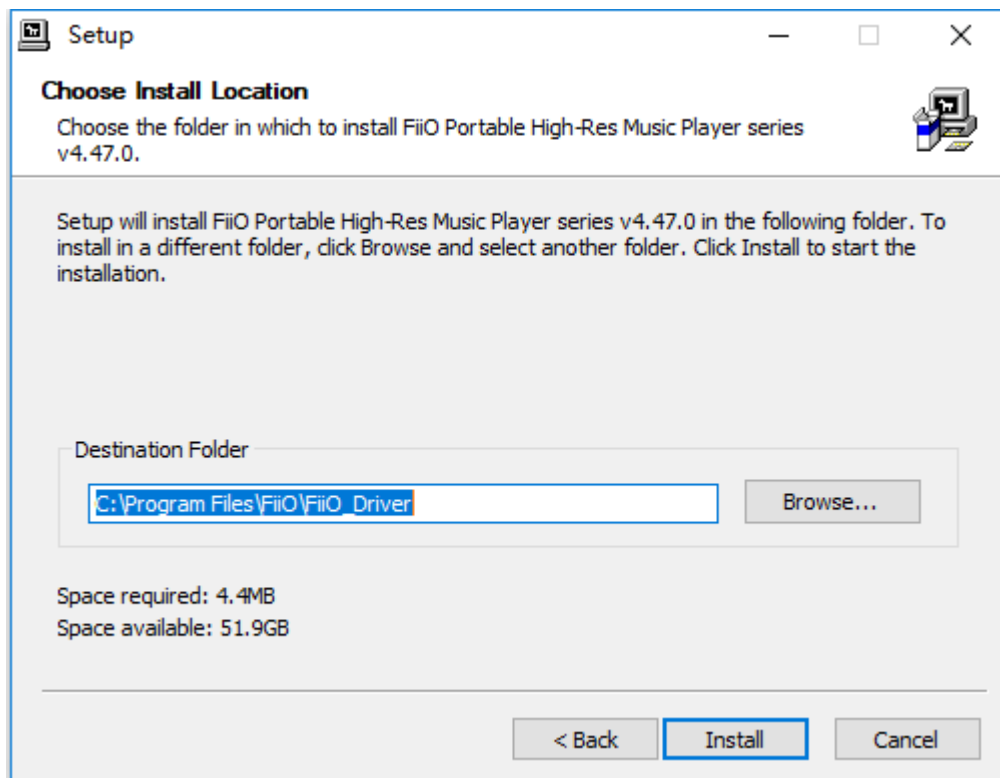 Setup
Choose Install Location
Choose the folder in which to install FiiO Portable High-Res Music Player series
v4.47.0.
Setup will install FiiO Portable High-Res Music Player series v4.47.0 in the following folder. To
install in a different folder, click Browse and select another folder. Click Install to start the
installation.
Destination Folder
C:\Program Files\FiiO\FiiO_Driver
Browse...
Space required: 4.4MB
Space available: 51.9GB
< Back
Install
Cancel